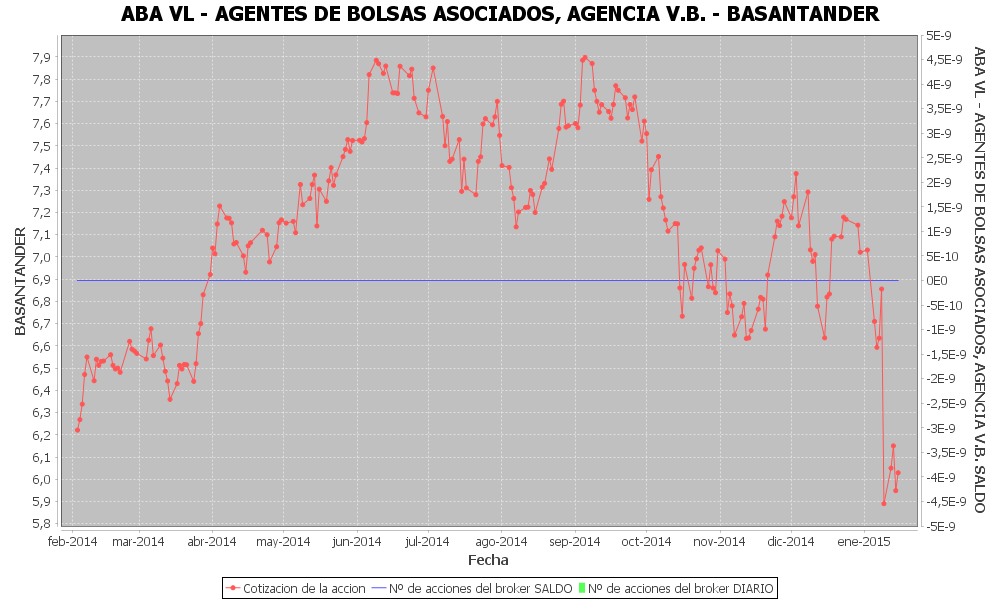 ABA VL - AGENTES DE BOLSAS ASOCIADOS, AGENCIA V.B. - BASANTANDER
BASANTANDER
7,9
7,8
7,7
7,6
7,5
7,4
7,3
7,2
7,1
7,0
6,9
6,8
6,7
6,6
6,5
6,4
6,3
6,2
6,1
6,0
5,9
5,8
5E-9
4,5E-9
4E-9
3,5E-9
3E-9
2,5E-9
2E-9
1,5E-9
1E-9
5E-10
0E0
-5E-10
-1E-9
-1,5E-9
-2E-9
-2,5E-9
-3E-9
-3,5E-9
-4E-9
-4,5E-9
-5E-9
ABA VL - AGENTES DE BOLSAS ASOCIADOS, AGENCIA V.B. SALDO
feb-2014 mar-2014 abr-2014 may-2014 jun-2014 jul-2014 ago-2014 sep-2014 oct-2014 nov-2014 dic-2014 ene-2015
Fecha
Cotizacion de la accion Nº de acciones del broker SALDO Nº de acciones del broker DIARIO